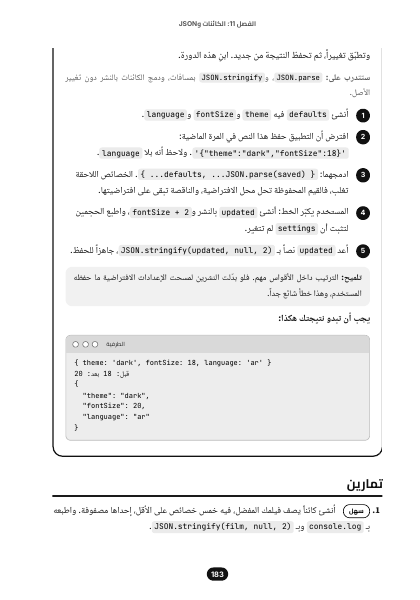 الفصل 11: الكائنات وJSON
وتطبّق تغييراً، ثم تحفظ النتيجة من جديد. ابنِ هذه الدورة.
ستتدرب على: JSON.parse، وJSON.stringify بمسافات، ودمج الكائنات بالنشر دون تغيير
الأصل.
1 أنشئ defaults فيه theme وfontSize وlanguage.
2 افترض أن التطبيق حفظ هذا النص في المرة الماضية:
'{"theme":"dark","fontSize":18}'. ولاحظ أنه بلا language.
3 ادمجهما: { ...defaults, ...JSON.parse(saved) }. الخصائص اللاحقة
تغلب، فالقيم المحفوظة تحل محل الافتراضية، والناقصة تبقى على افتراضيتها.
4 المستخدم يكبّر الخط: أنشئ updated بالنشر وfontSize + 2، واطبع الحجمين
لتثبت أن settings لم تتغير.
5 أعد updated نصاً بـ JSON.stringify(updated, null, 2)، جاهزاً للحفظ.
تلميح: الترتيب داخل الأقواس مهم. فلو بدّلت النشرين لمسحت الإعدادات الافتراضية ما حفظه
المستخدم، وهذا خطأ شائع جداً.
يجب أن تبدو نتيجتك هكذا:
الطرفية
{ theme: 'dark', fontSize: 18, language: 'ar' }
قبل: 18 بعد: 20
{
"theme": "dark",
"fontSize": 20,
"language": "ar"
}
تمارين
1. سهل أنشئ كائناً يصف فيلمك المفضل، فيه خمس خصائص على الأقل، إحداها مصفوفة. واطبعه
بـ console.log وبـ JSON.stringify(film, null, 2).
183